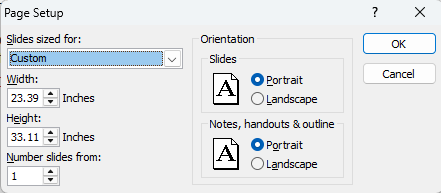 Page Setup
?
Slides sized for:
Custom
Width:
23.39 Inches
Height:
33.11 Inches
Number slides from:
1
Orientation
Slides
A
Portrait
Landscape
Notes, handouts & outline
A
Portrait
Landscape
OK
Cancel